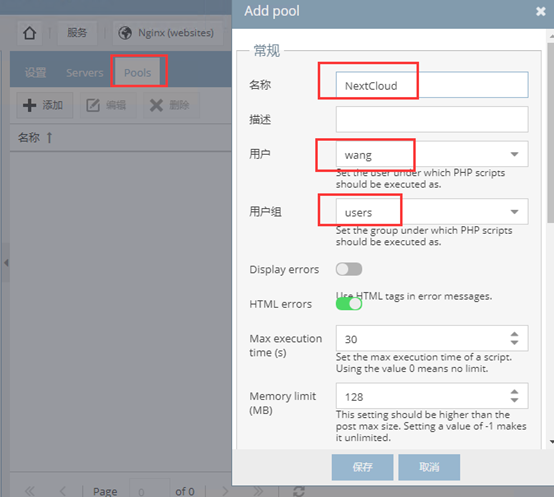 Add pool
服务
Nginx (websites)
设置
Servers
Pools
添加
编辑
删除
名称
常规
名称
NextCloud
描述
用户
wang
Set the user under which PHP scripts
should be executed as.
用户组
users
Set the group under which PHP scripts
should be executed as.
Display errors
HTML errors
Use HTML tags in error messages.
Max execution
time (s)
30
Set the max execution time of a script.
Using the value 0 means no limit.
Memory limit
(MB)
128
This setting should be higher than the
post max size. Setting a value of -1 makes
it unlimited.
保存
取消
Page
0
of 0